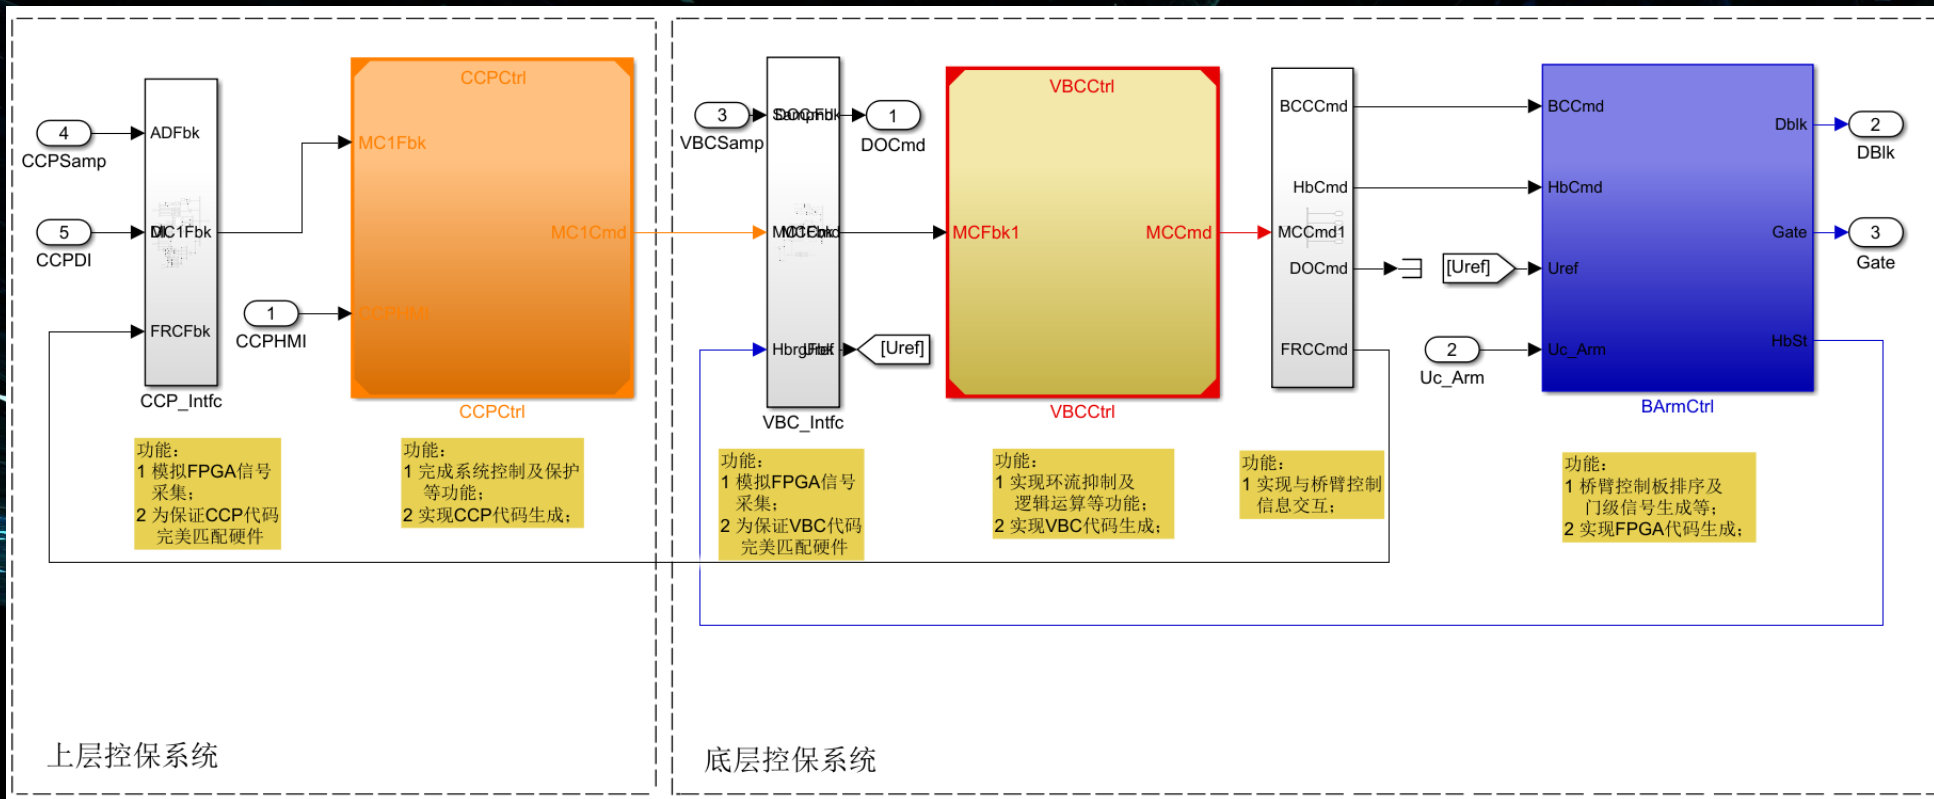 CCPCtrl
4
CCPSamp
5
CCPDI
1
CCPHMI
ADFbk
MC1Fbk
FRCFbk
CCP_Intfc
MC1Fbk
CCPHMI
MC1Cmd
CCPCtrl
功能：
1 模拟FPGA信号
采集；
2 为保证CCP代码
完美匹配硬件
功能：
1 完成系统控制及保护
等功能；
2 实现CCP代码生成；
上层控保系统
3
VBCSamp
1
DOCmd
[Uref]
VBC_Intfc
VBCCtrl
MCFbk1
MCCmd
VBCCtrl
BCCCmd
HbCmd
MCCmd1
DOCmd
FRCCmd
[Uref]
2
Uc_Arm
BCCmd
HbCmd
Uref
Uc_Arm
Dblk
Gate
HbSt
BArmCtrl
2
DBlk
3
Gate
功能：
1 模拟FPGA信号
采集；
2 为保证VBC代码
完美匹配硬件
功能：
1 实现环流抑制及
逻辑运算等功能；
2 实现VBC代码生成；
功能：
1 实现与桥臂控制
信息交互；
功能：
1 桥臂控制板排序及
门级信号生成等；
2 实现FPGA代码生成；
底层控保系统